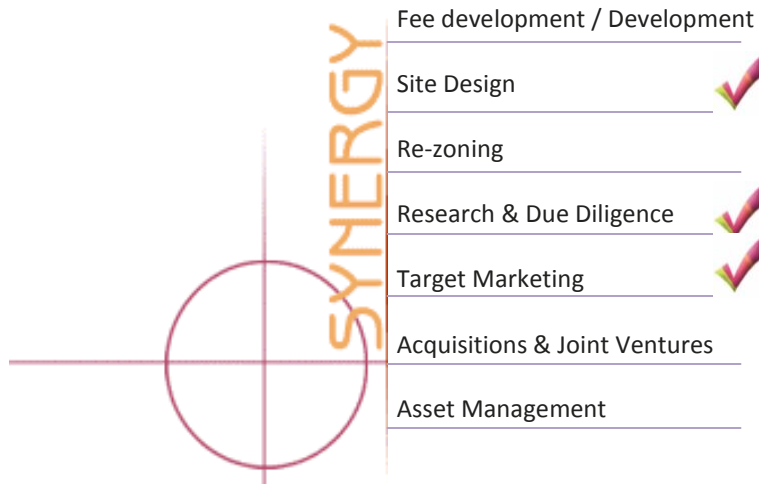 SYNERGY
Fee development / Development
Site Design
Re-zoning
Research & Due Diligence
Target Marketing
Acquisitions & Joint Ventures
Asset Management